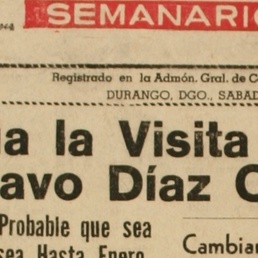 SEMANARIO
Registrado en la Admón. Gral. de C
DURANGO, DGO., SABAD
a la Visita
avo Díaz
Probable que sea
sea Hasta Enero
Cambian